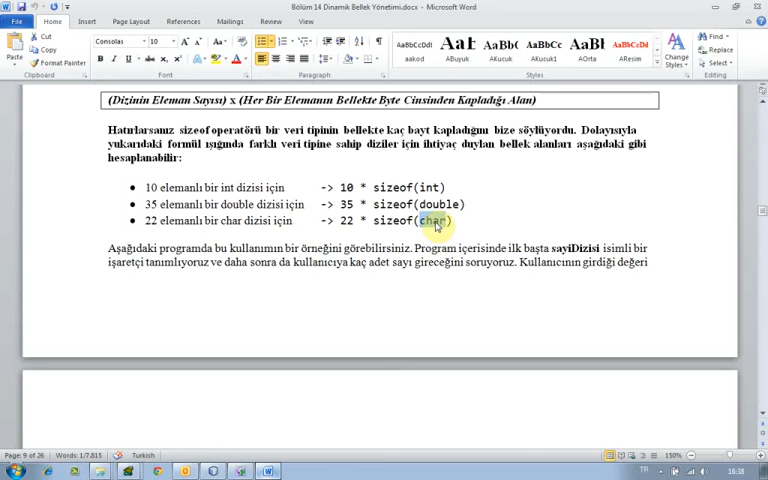 Bölüm 14 Dinamik Bellek Yönetimi.docx - Microsoft Word
File Home Insert Page Layout References Mailings Review View
Paste
Cut
Copy
Format Painter
Clipboard
Consolas 10
Font
Paragraph
AaBbCcDdI aakod
AaBl ABuyuk
AaBbCc AKucuk
AaBbCc AKucukUs
AaBbl AOrta
AaBbCcDd AResim
Change Styles
Styles
Find
Replace
Select
Editing
(Dizinin Eleman Sayısı) x (Her Bir Elemanın Bellekte Byte Cinsinden Kapladığı Alan)
Hatırlarsanız sizeof operatörü bir veri tipinin bellekte kaç bayt kapladığını bize söylüyordu. Dolayısıyla
yukarıdaki formül ışığında farklı veri tipine sahip diziler için ihtiyaç duylan bellek alanları aşağıdaki gibi
hesaplanabilir:
• 10 elemanlı bir int dizisi için -> 10 * sizeof(int)
• 35 elemanlı bir double dizisi için -> 35 * sizeof(double)
• 22 elemanlı bir char dizisi için -> 22 * sizeof(char)
Aşağıdaki programda bu kullanımın bir örneğini görebilirsiniz. Program içerisinde ilk başta sayiDizisi isimli bir
işaretçi tanımlıyoruz ve daha sonra da kullanıcıya kaç adet sayı gireceğini soruyoruz. Kullanıcının girdiği değeri
Page: 9 of 26 Words: 1/7.815 Turkish 150%
TR 16:38